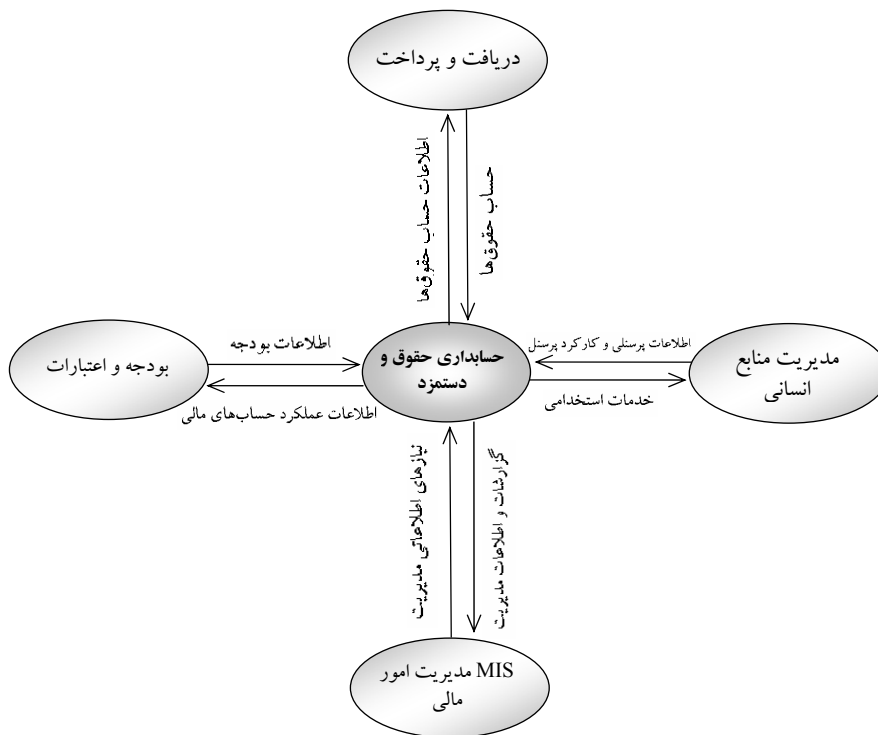 دریافت و پرداخت
اطلاعات حساب حقوق‌ها
حساب حقوق‌ها
مدیریت منابع
انسانی
اطلاعات پرسنلی و کارکرد پرسنل
خدمات استخدامی
حسابداری حقوق و
دستمزد
اطلاعات بودجه
اطلاعات عملکرد حساب‌های مالی
بودجه و اعتبارات
گزارشات و اطلاعات مدیریت
نیازهای اطلاعاتی مدیریت
MIS مدیریت امور
مالی